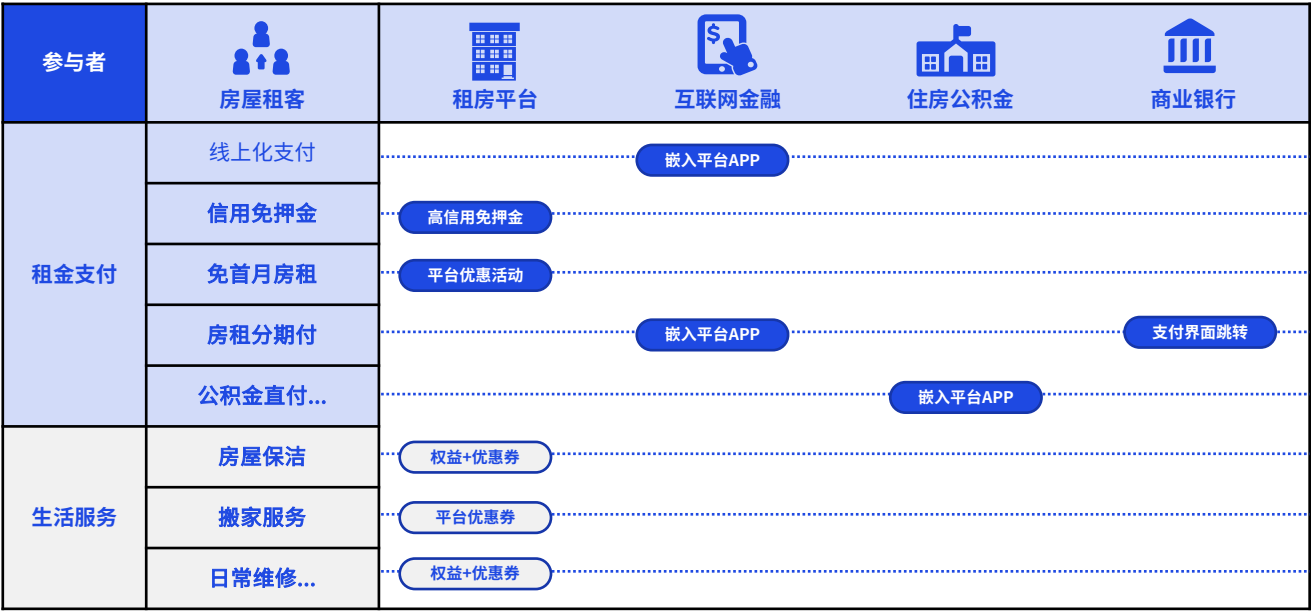 参与者
房屋租客
租房平台
互联网金融
住房公积金
商业银行
租金支付
线上化支付
嵌入平台APP
信用免押金
高信用免押金
免首月房租
平台优惠活动
房租分期付
嵌入平台APP
支付界面跳转
公积金直付...
嵌入平台APP
生活服务
房屋保洁
权益+优惠券
搬家服务
平台优惠券
日常维修...
权益+优惠券